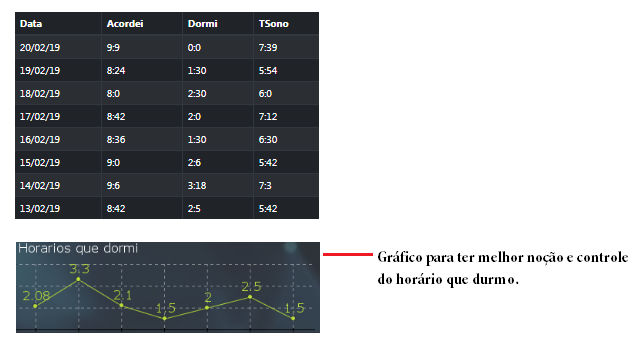 Data Acordei Dormi TSono
20/02/19 9:9 0:0 7:39
19/02/19 8:24 1:30 5:54
18/02/19 8:0 2:30 6:0
17/02/19 8:42 2:0 7:12
16/02/19 8:36 1:30 6:30
15/02/19 9:0 2:6 5:42
14/02/19 9:6 3:18 7:3
13/02/19 8:42 2:5 5:42
Horarios que dormi
2.08 3.3 2.1 1.5 2 2.5 1.5
Gráfico para ter melhor noção e controle
do horário que durmo.